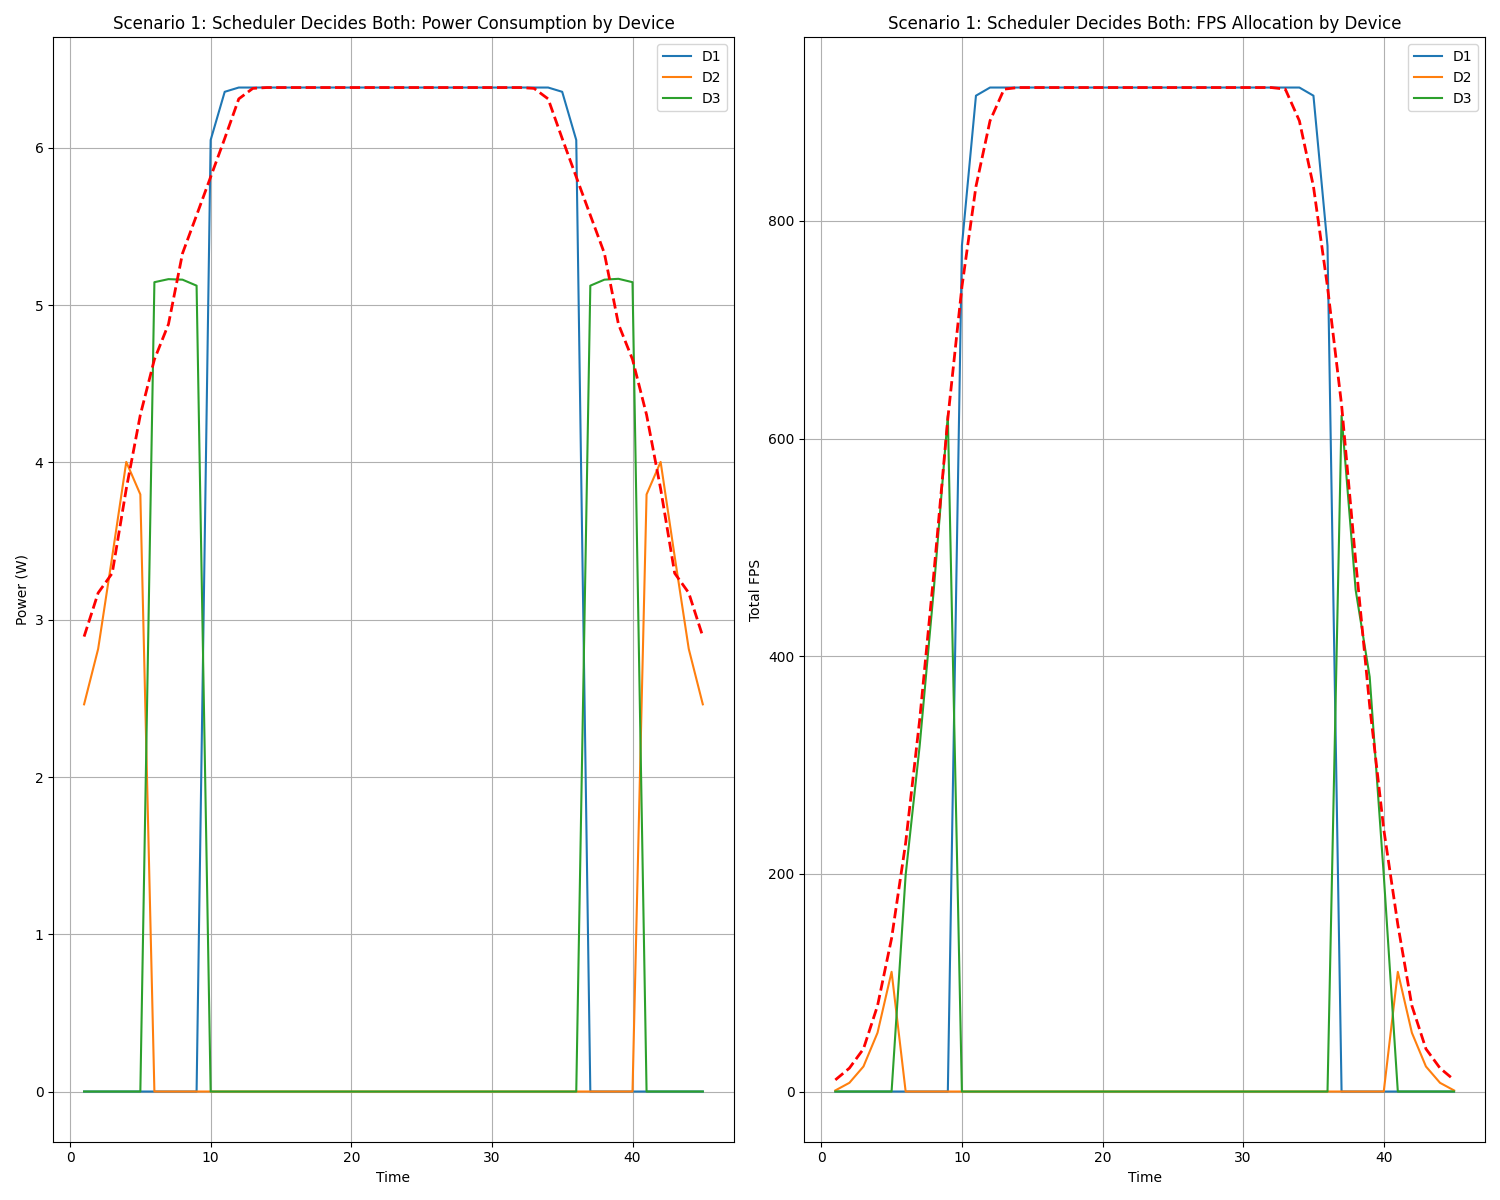 Scenario 1: Scheduler Decides Both: Power Consumption by Device
D1
D2
D3
6
5
4
3
2
1
0
Power (W)
0 10 20 30 40
Time
Scenario 1: Scheduler Decides Both: FPS Allocation by Device
D1
D2
D3
800
600
400
200
0
Total FPS
0 10 20 30 40
Time